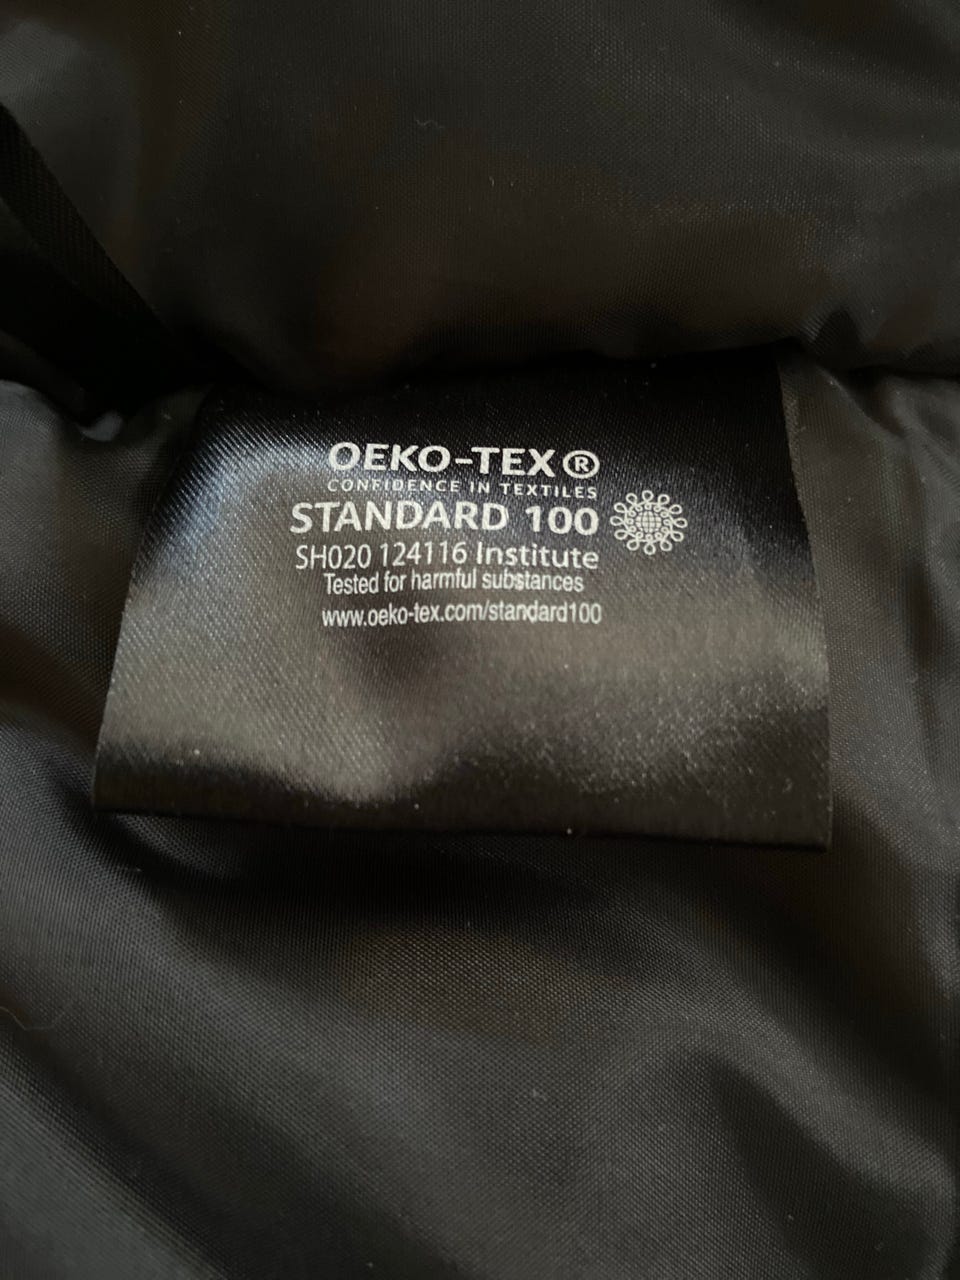 OEKO-TEX®
CONFIDENCE IN TEXTILES
STANDARD 100
SH020 124116 Institute
Tested for harmful substances
www.oeko-tex.com/standard100